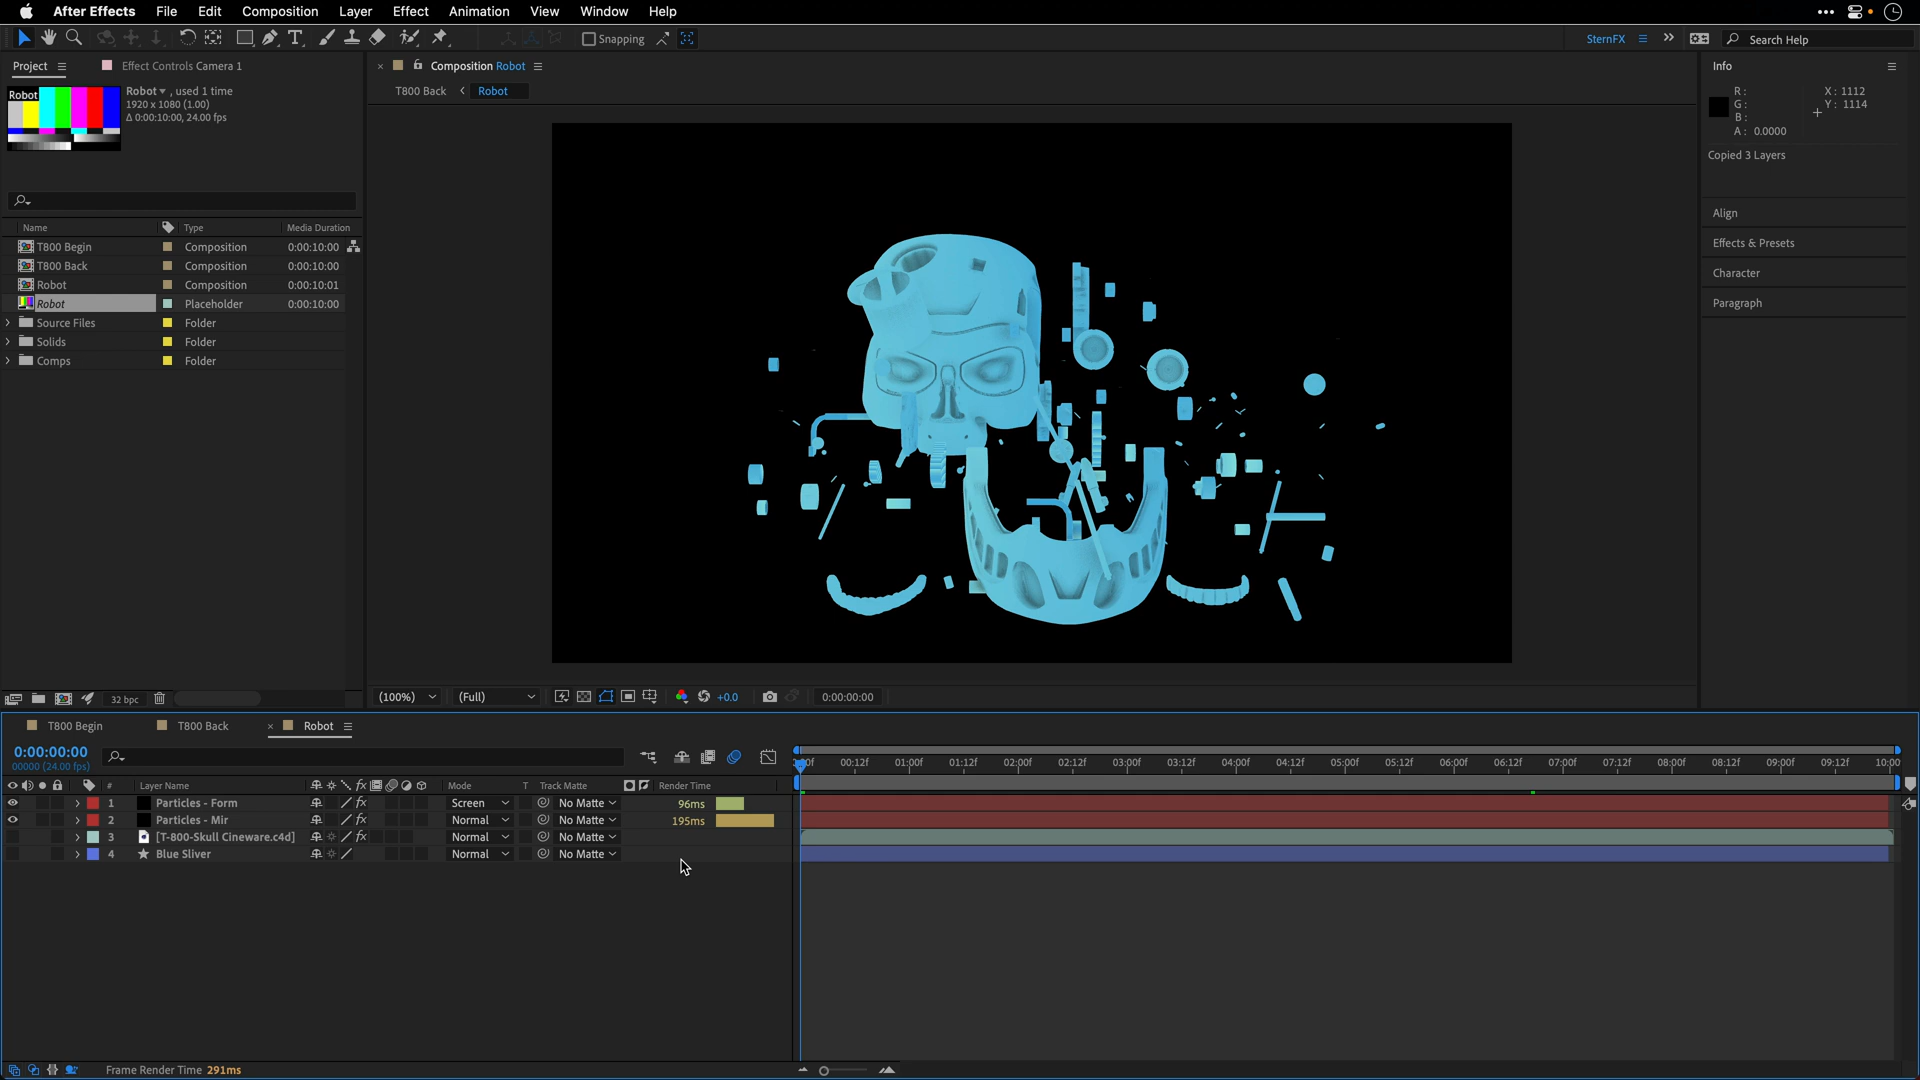 After Effects File Edit Composition Layer Effect Animation View Window Help
Snapping
SternFX
Search Help
Project
Effect Controls Camera 1
Composition Robot
Info
T800 Back
Robot
Robot
Robot , used 1 time
1920 x 1080 (1.00)
Δ 0:00:10:00, 24.00 fps
R:
G:
B:
A: 0.0000
X: 1112
Y: 1114
Copied 3 Layers
Align
Effects & Presets
Character
Paragraph
Name Type Media Duration
T800 Begin Composition 0:00:10:00
T800 Back Composition 0:00:10:00
Robot Composition 0:00:10:01
Robot Placeholder 0:00:10:00
Source Files Folder
Solids Folder
Comps Folder
32 bpc
(100%) (Full) +0.0 0:00:00:00
T800 Begin T800 Back Robot
0:00:00:00
00000 (24.00 fps)
00:12f 01:00f 01:12f 02:00f 02:12f 03:00f 03:12f 04:00f 04:12f 05:00f 05:12f 06:00f 06:12f 07:00f 07:12f 08:00f 08:12f 09:00f 09:12f 10:00
# Layer Name Mode T Track Matte Render Time
1 Particles - Form Screen No Matte 96ms
2 Particles - Mir Normal No Matte 195ms
3 [T-800-Skull Cineware.c4d] Normal No Matte
4 Blue Sliver Normal No Matte
Frame Render Time 291ms